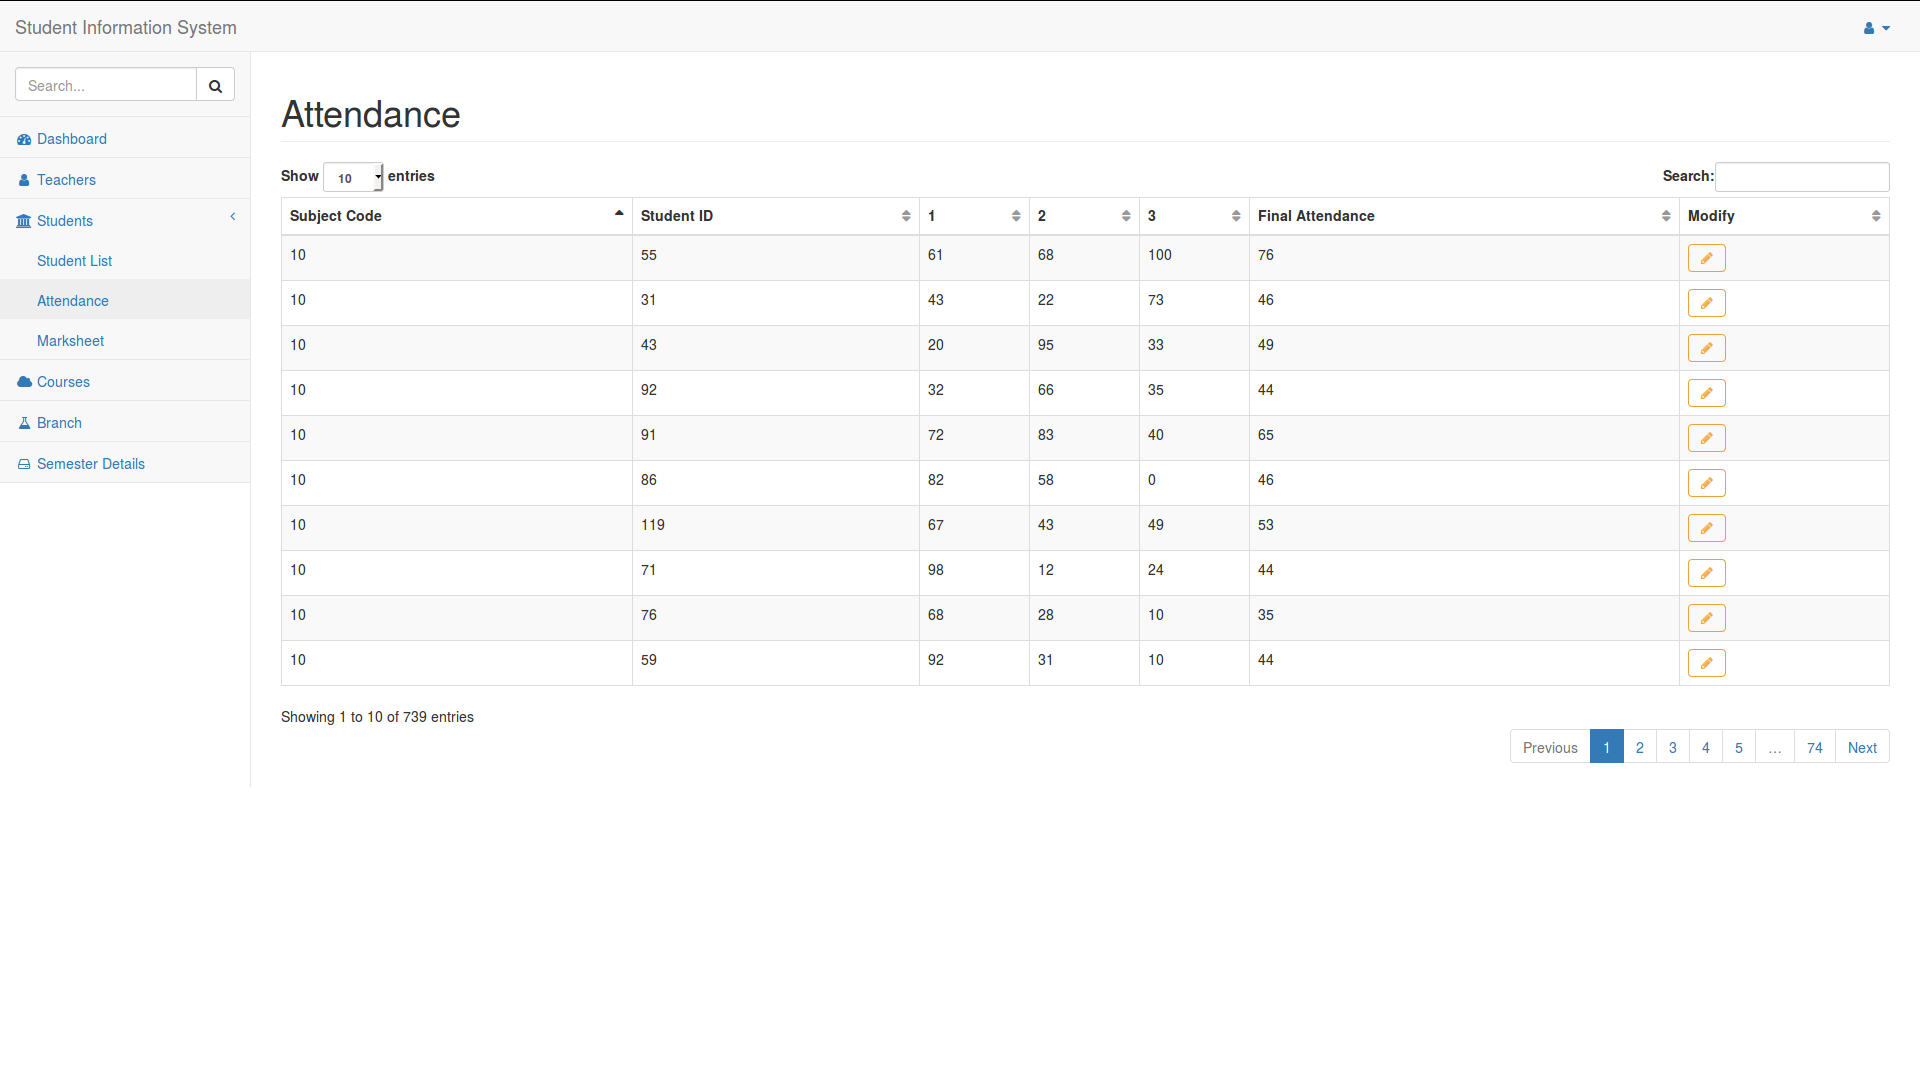 Student Information System
Search...
Dashboard
Teachers
Students
Student List
Attendance
Marksheet
Courses
Branch
Semester Details
Attendance
Show 10 entries Search:
Subject Code Student ID 1 2 3 Final Attendance Modify
10 55 61 68 100 76
10 31 43 22 73 46
10 43 20 95 33 49
10 92 32 66 35 44
10 91 72 83 40 65
10 86 82 58 0 46
10 119 67 43 49 53
10 71 98 12 24 44
10 76 68 28 10 35
10 59 92 31 10 44
Showing 1 to 10 of 739 entries
Previous 1 2 3 4 5 … 74 Next